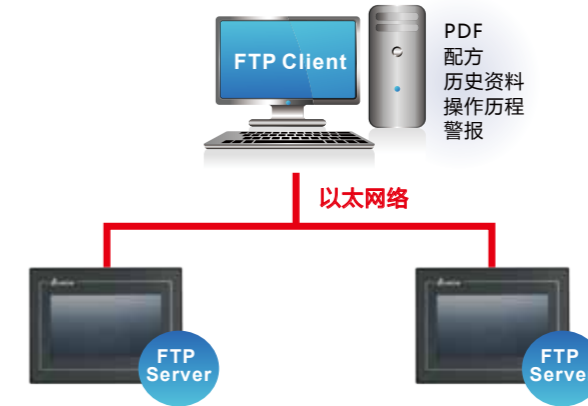 FTP Client
PDF
配方
历史资料
操作历程
警报
以太网络
FTP
Server
FTP
Serve